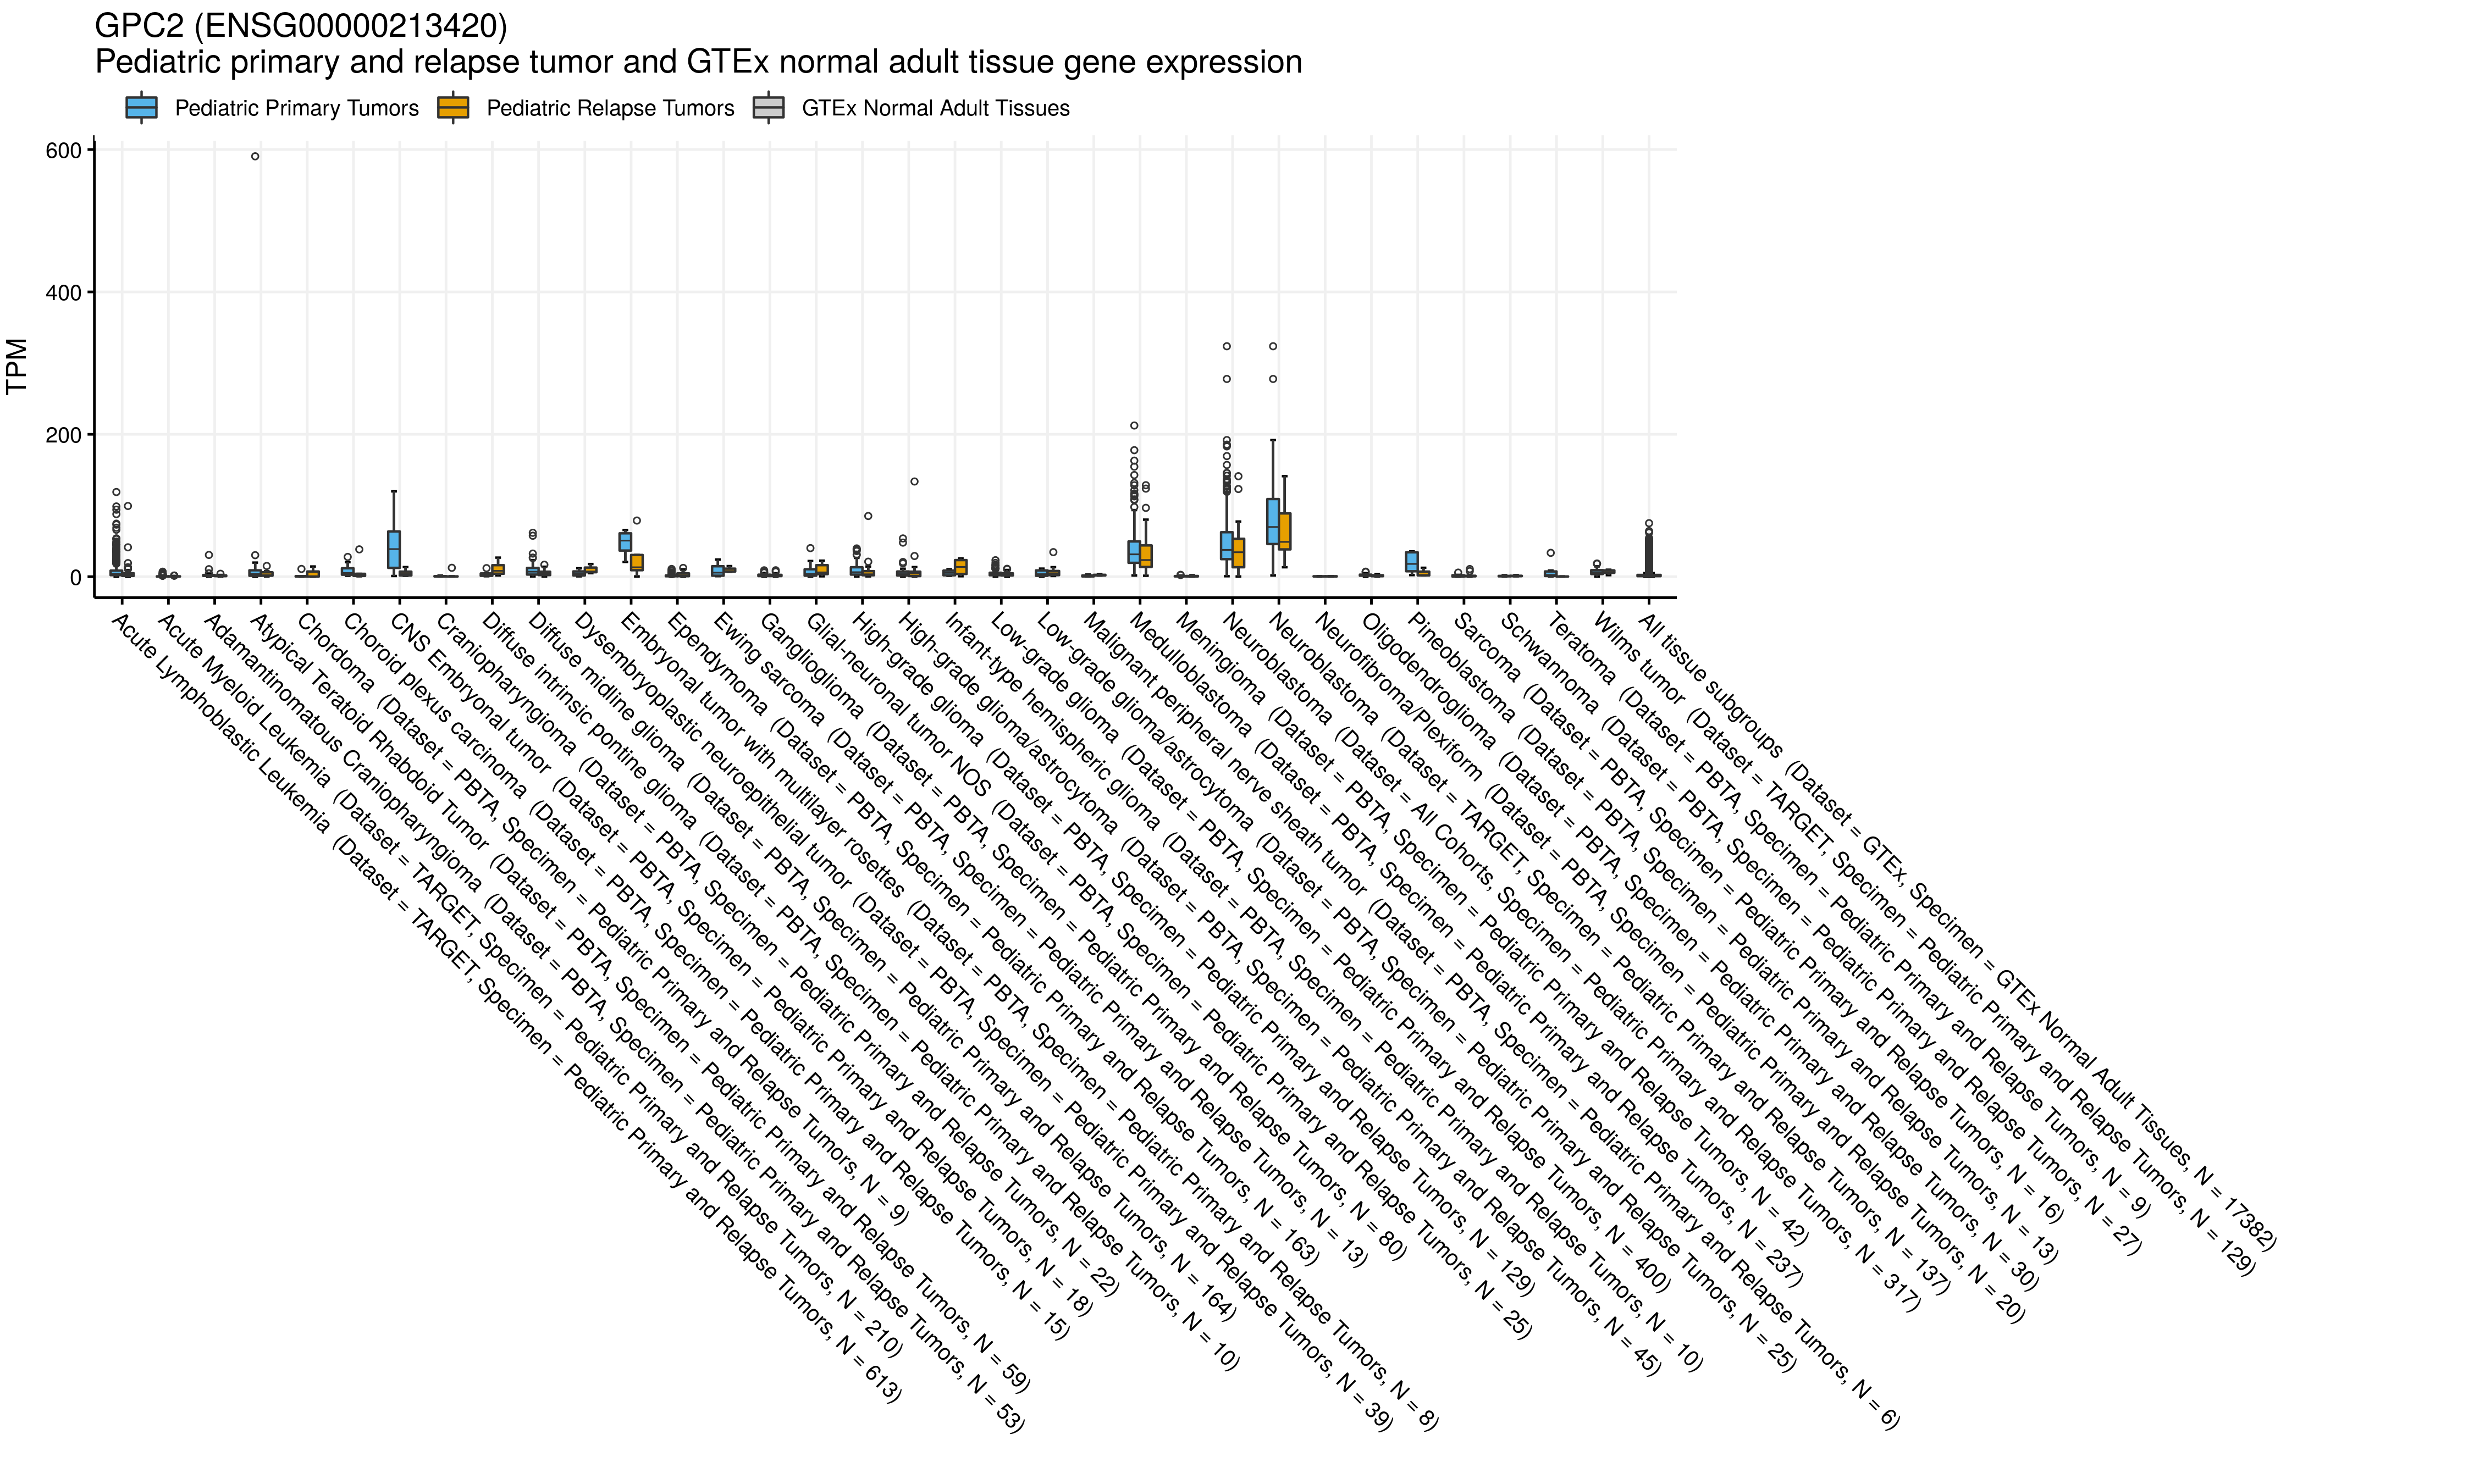 GPC2 (ENSG00000213420)
Pediatric primary and relapse tumor and GTEx normal adult tissue gene expression
Pediatric Primary Tumors
Pediatric Relapse Tumors
GTEx Normal Adult Tissues
TPM
600
400
200
0
Acute Lymphoblastic Leukemia (Dataset = TARGET, Specimen = Pediatric Primary and Relapse Tumors, N = 613)
Acute Myeloid Leukemia (Dataset = TARGET, Specimen = Pediatric Primary and Relapse Tumors, N = 210)
Adamantinomatous Craniopharyngioma (Dataset = PBTA, Specimen = Pediatric Primary and Relapse Tumors, N = 53)
Atypical Teratoid Rhabdoid Tumor (Dataset = PBTA, Specimen = Pediatric Primary and Relapse Tumors, N = 59)
Chordoma (Dataset = PBTA, Specimen = Pediatric Primary and Relapse Tumors, N = 9)
Choroid plexus carcinoma (Dataset = PBTA, Specimen = Pediatric Primary and Relapse Tumors, N = 15)
CNS Embryonal tumor (Dataset = PBTA, Specimen = Pediatric Primary and Relapse Tumors, N = 18)
Craniopharyngioma (Dataset = PBTA, Specimen = Pediatric Primary and Relapse Tumors, N = 22)
Diffuse intrinsic pontine glioma (Dataset = PBTA, Specimen = Pediatric Primary and Relapse Tumors, N = 10)
Diffuse midline glioma (Dataset = PBTA, Specimen = Pediatric Primary and Relapse Tumors, N = 164)
Dysembryoplastic neuroepithelial tumor (Dataset = PBTA, Specimen = Pediatric Primary and Relapse Tumors, N = 39)
Embryonal tumor with multilayer rosettes (Dataset = PBTA, Specimen = Pediatric Primary and Relapse Tumors, N = 8)
Ependymoma (Dataset = PBTA, Specimen = Pediatric Primary and Relapse Tumors, N = 163)
Ewing sarcoma (Dataset = PBTA, Specimen = Pediatric Primary and Relapse Tumors, N = 13)
Ganglioglioma (Dataset = PBTA, Specimen = Pediatric Primary and Relapse Tumors, N = 80)
Glial-neuronal tumor NOS (Dataset = PBTA, Specimen = Pediatric Primary and Relapse Tumors, N = 25)
High-grade glioma (Dataset = PBTA, Specimen = Pediatric Primary and Relapse Tumors, N = 129)
High-grade glioma/astrocytoma (Dataset = PBTA, Specimen = Pediatric Primary and Relapse Tumors, N = 45)
Infant-type hemispheric glioma (Dataset = PBTA, Specimen = Pediatric Primary and Relapse Tumors, N = 10)
Low-grade glioma (Dataset = PBTA, Specimen = Pediatric Primary and Relapse Tumors, N = 400)
Low-grade glioma/astrocytoma (Dataset = PBTA, Specimen = Pediatric Primary and Relapse Tumors, N = 25)
Malignant peripheral nerve sheath tumor (Dataset = PBTA, Specimen = Pediatric Primary and Relapse Tumors, N = 6)
Medulloblastoma (Dataset = PBTA, Specimen = Pediatric Primary and Relapse Tumors, N = 237)
Meningioma (Dataset = PBTA, Specimen = Pediatric Primary and Relapse Tumors, N = 42)
Neuroblastoma (Dataset = All Cohorts, Specimen = Pediatric Primary and Relapse Tumors, N = 317)
Neuroblastoma (Dataset = TARGET, Specimen = Pediatric Primary and Relapse Tumors, N = 137)
Neurofibroma/Plexiform (Dataset = PBTA, Specimen = Pediatric Primary and Relapse Tumors, N = 20)
Oligodendroglioma (Dataset = PBTA, Specimen = Pediatric Primary and Relapse Tumors, N = 30)
Pineoblastoma (Dataset = PBTA, Specimen = Pediatric Primary and Relapse Tumors, N = 13)
Sarcoma (Dataset = PBTA, Specimen = Pediatric Primary and Relapse Tumors, N = 16)
Schwannoma (Dataset = PBTA, Specimen = Pediatric Primary and Relapse Tumors, N = 27)
Teratoma (Dataset = PBTA, Specimen = Pediatric Primary and Relapse Tumors, N = 9)
Wilms tumor (Dataset = TARGET, Specimen = Pediatric Primary and Relapse Tumors, N = 129)
All tissue subgroups (Dataset = GTEx, Specimen = GTEx Normal Adult Tissues, N = 17382)